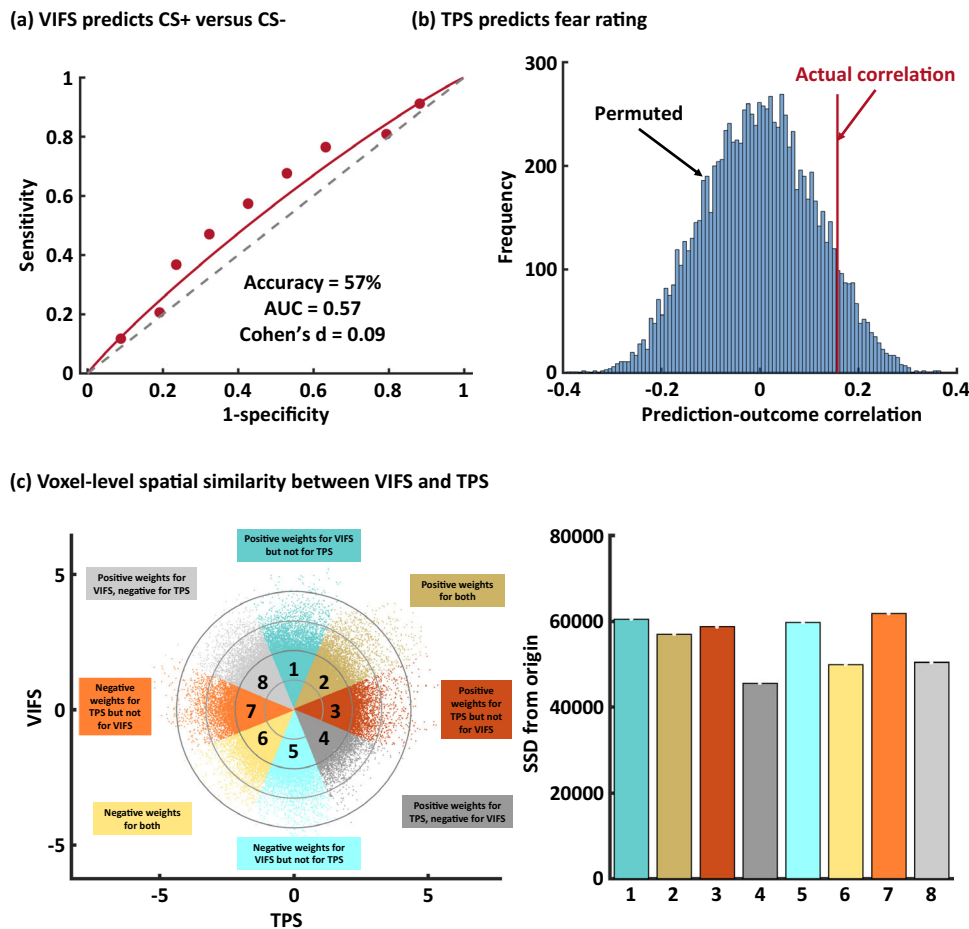 (a) VIFS predicts CS+ versus CS-
1
0.8
0.6
0.4
0.2
0
0
0.2
0.4
0.6
0.8
1
Sensitivity
1-specificity
Accuracy = 57%
AUC = 0.57
Cohen's d = 0.09
(b) TPS predicts fear rating
300
200
100
0
-0.4
-0.2
0
0.2
0.4
Frequency
Prediction-outcome correlation
Permuted
Actual correlation
(c) Voxel-level spatial similarity between VIFS and TPS
5
0
-5
-5
0
5
VIFS
TPS
Positive weights for VIFS
but not for TPS
Positive weights for
VIFS, negative for TPS
Positive weights
for both
Negative
weights for
TPS but not
for VIFS
Positive
weights for
TPS but not
for VIFS
Negative weights
for both
Positive weights for
TPS, negative for VIFS
Negative weights for
VIFS but not for TPS
1
2
3
4
5
6
7
8
80000
60000
40000
20000
0
SSD from origin
1
2
3
4
5
6
7
8